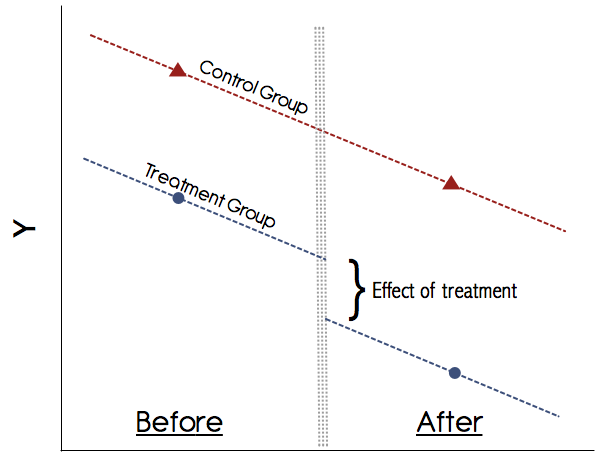 Control Group
Treatment Group
Y
Effect of treatment
Before
After